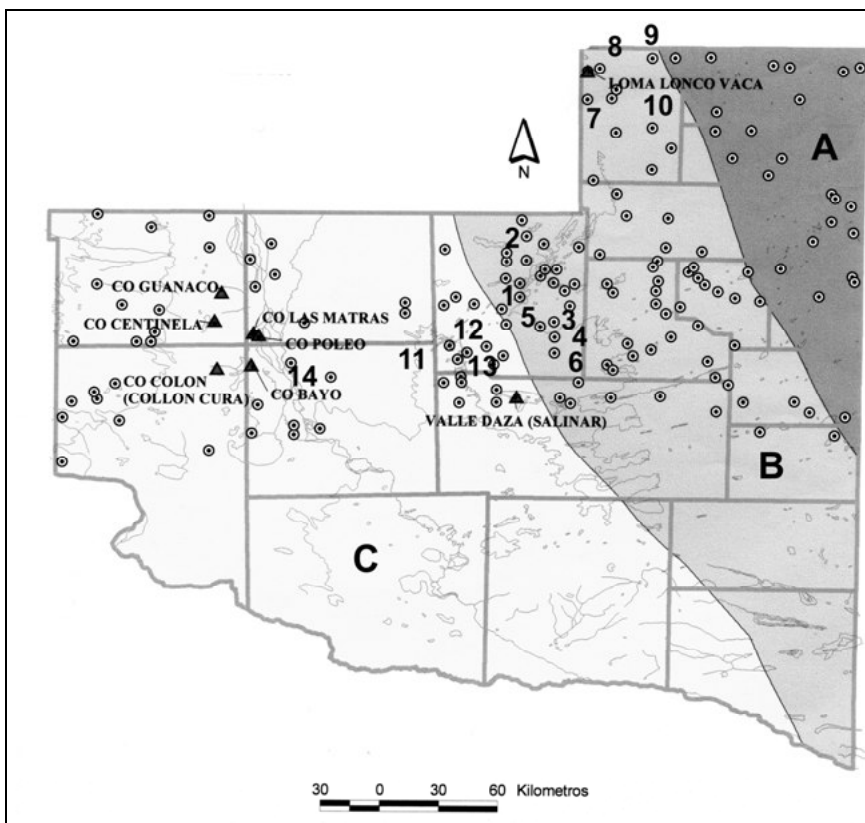 8
9
LOMA LONCO VACA
7
10
A
N
2
CO GUANACO
1
CO CENTINELA
CO LAS MATRAS
5
3
12
4
CO POLEO
11
13
6
14
CO COLON
(COLLON CURA)
CO BAYO
VALLE DAZA (SALINAR)
B
C
30 0 30 60 Kilometros